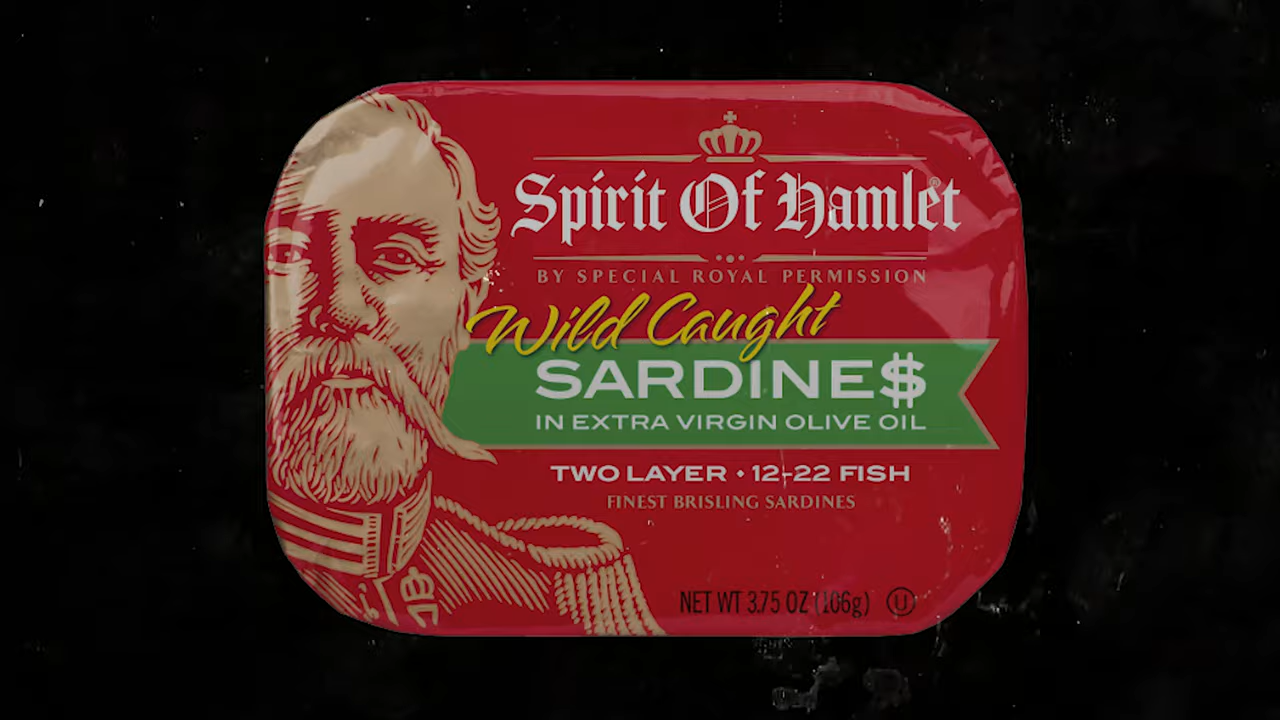 Spirit Of Hamlet®
BY SPECIAL ROYAL PERMISSION
Wild Caught
SARDINE$
IN EXTRA VIRGIN OLIVE OIL
TWO LAYER • 12-22 FISH
FINEST BRISLING SARDINES
NET WT 3.75 OZ (106g) U